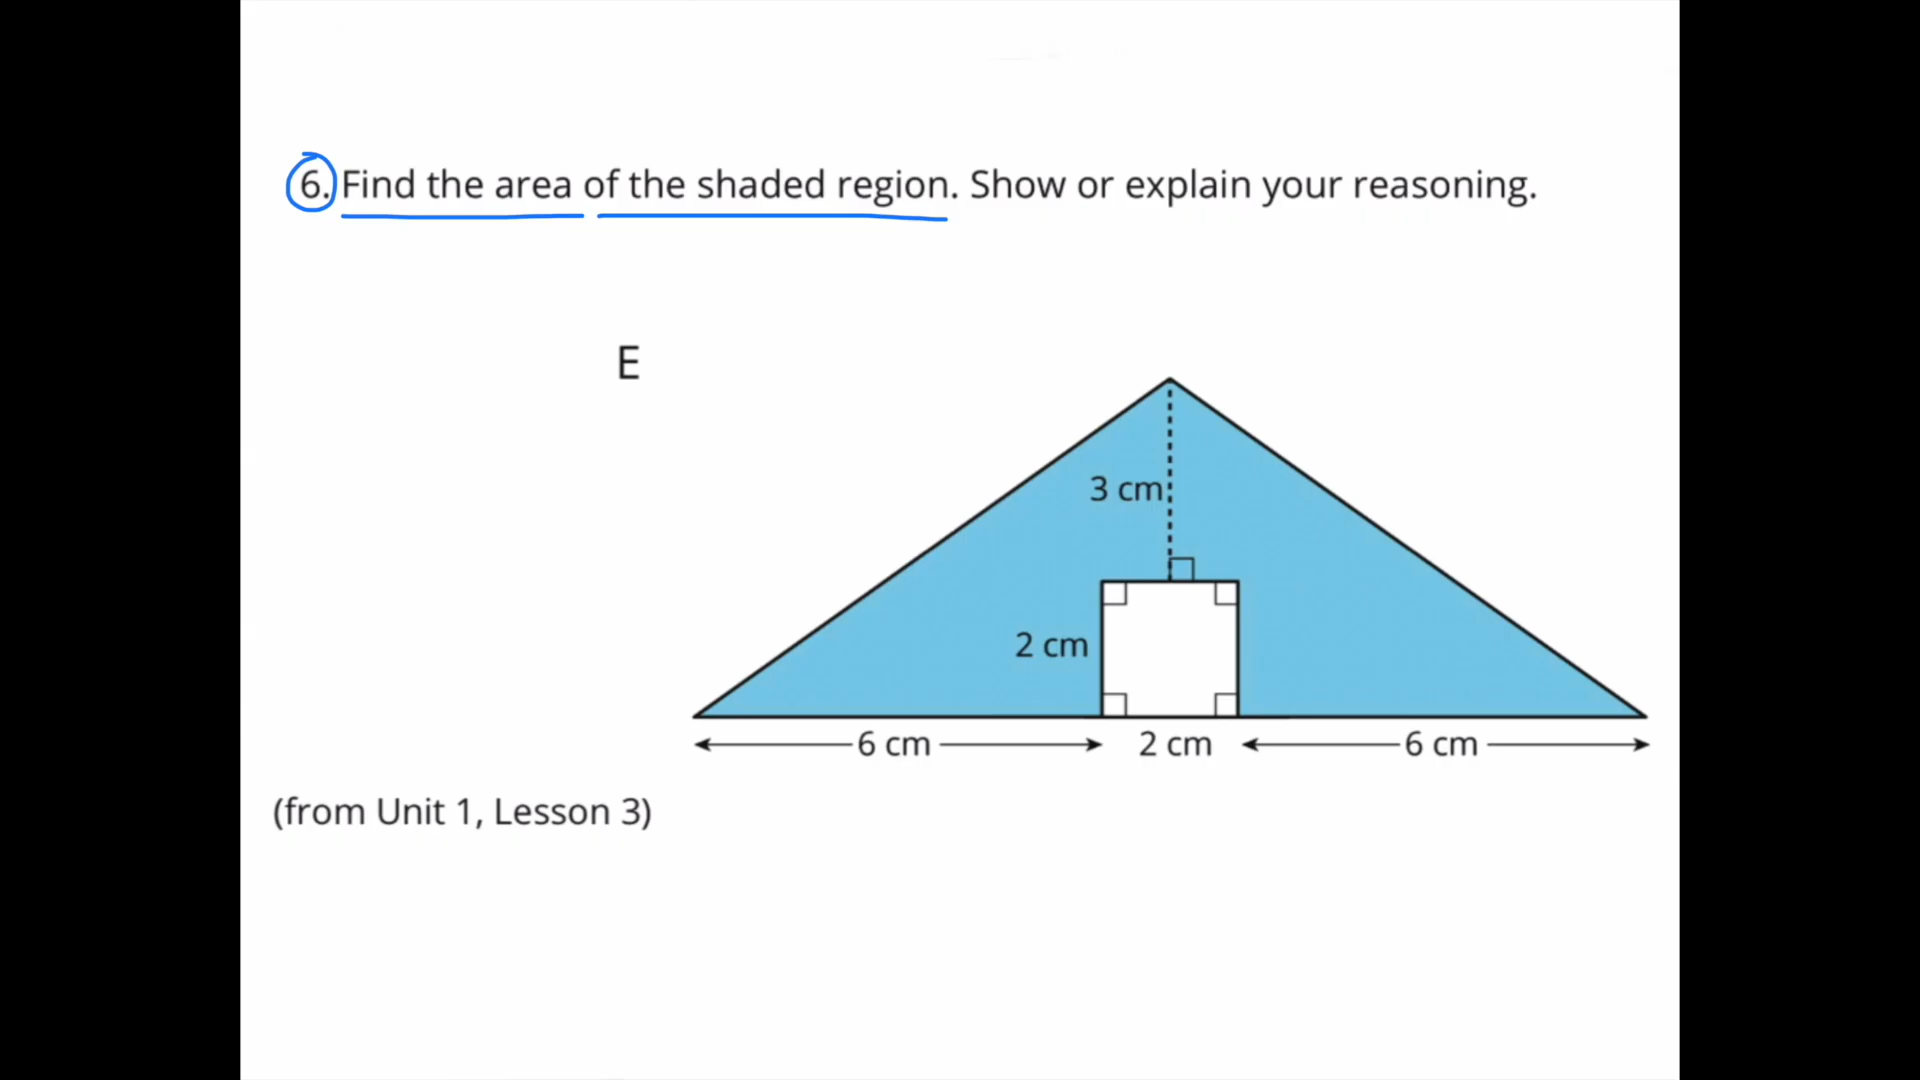 6. Find the area of the shaded region. Show or explain your reasoning.
E
3 cm
2 cm
6 cm 2 cm 6 cm
(from Unit 1, Lesson 3)